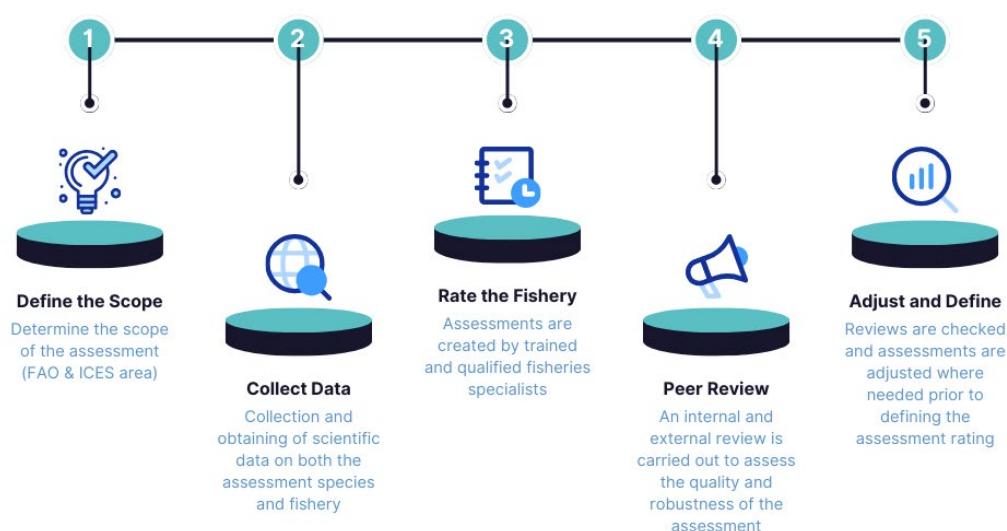 1
2
3
4
5
Define the Scope
Determine the scope
of the assessment
(FAO & ICES area)
Collect Data
Collection and
obtaining of scientific
data on both the
assessment species
and fishery
Rate the Fishery
Assessments are
created by trained
and qualified fisheries
specialists
Peer Review
An internal and
external review is
carried out to assess
the quality and
robustness of the
assessment
Adjust and Define
Reviews are checked
and assessments are
adjusted where
needed prior to
defining the
assessment rating